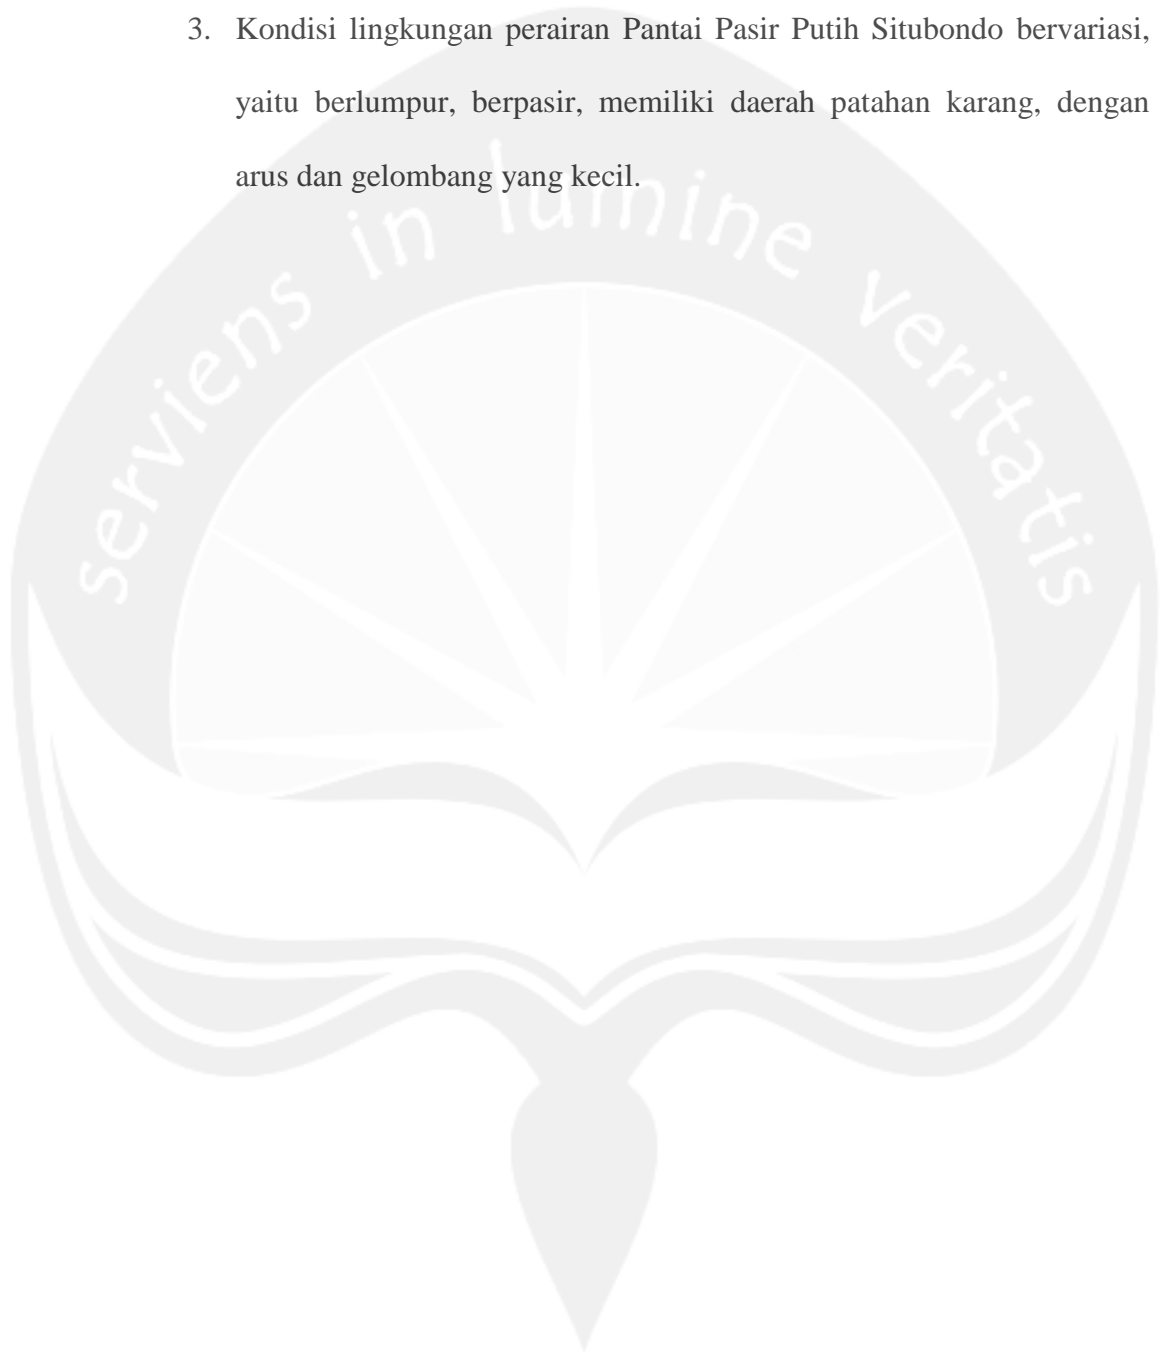 3. Kondisi lingkungan perairan Pantai Pasir Putih Situbondo bervariasi,
yaitu berlumpur, berpasir, memiliki daerah patahan karang, dengan
arus dan gelombang yang kecil.
serviens in lumine veritatis